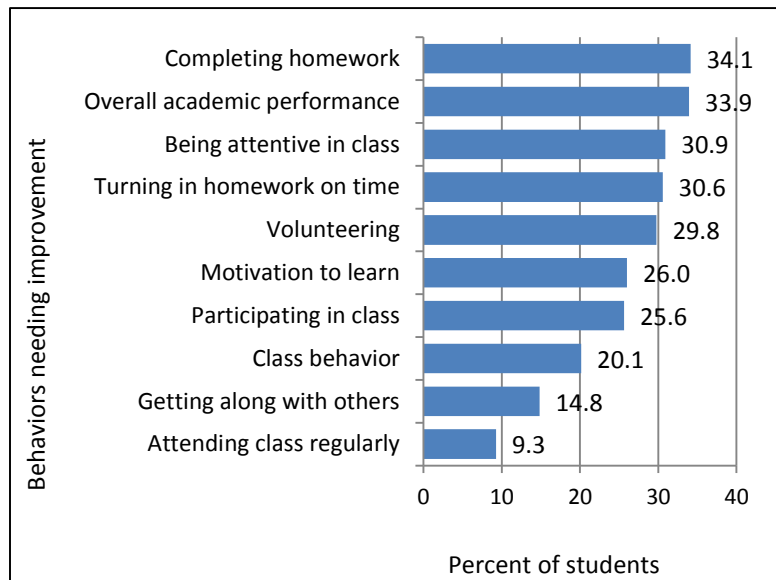 Behaviors needing improvement
Completing homework 34.1
Overall academic performance 33.9
Being attentive in class 30.9
Turning in homework on time 30.6
Volunteering 29.8
Motivation to learn 26.0
Participating in class 25.6
Class behavior 20.1
Getting along with others 14.8
Attending class regularly 9.3
0 10 20 30 40
Percent of students